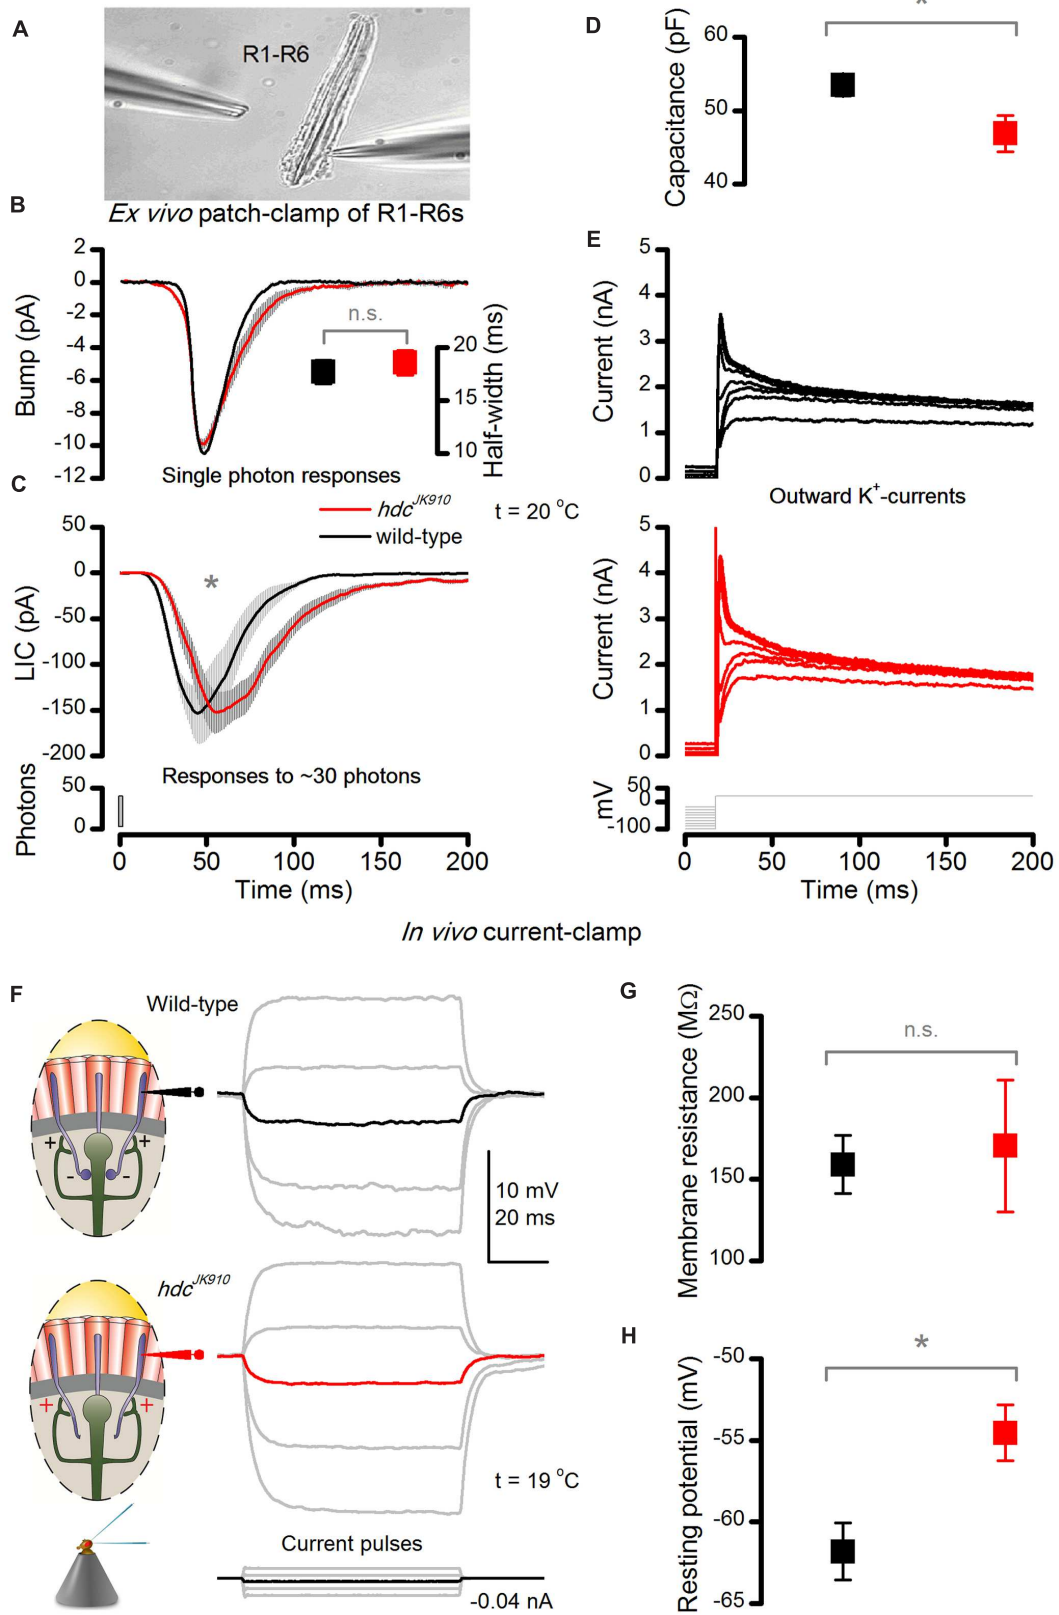 A
R1-R6
Ex vivo patch-clamp of R1-R6s
B
2
0
-2
-4
-6
-8
-10
-12
Bump (pA)
n.s.
20
15
10
Half-width (ms)
Single photon responses
C
hdc^JK910
wild-type
t = 20 °C
50
0
-50
-100
-150
-200
LIC (pA)
*
Responses to ~30 photons
50
0
Photons
0 50 100 150 200
Time (ms)
D
*
60
50
40
Capacitance (pF)
E
5
4
3
2
1
0
Current (nA)
Outward K+-currents
5
4
3
2
1
0
Current (nA)
50
0
-100
mV
0 50 100 150 200
Time (ms)
In vivo current-clamp
F
Wild-type
+ +
- -
10 mV
20 ms
hdc^JK910
+ +
t = 19 °C
Current pulses
-0.04 nA
G
250
200
150
100
Membrane resistance (MΩ)
n.s.
H
*
-50
-55
-60
-65
Resting potential (mV)